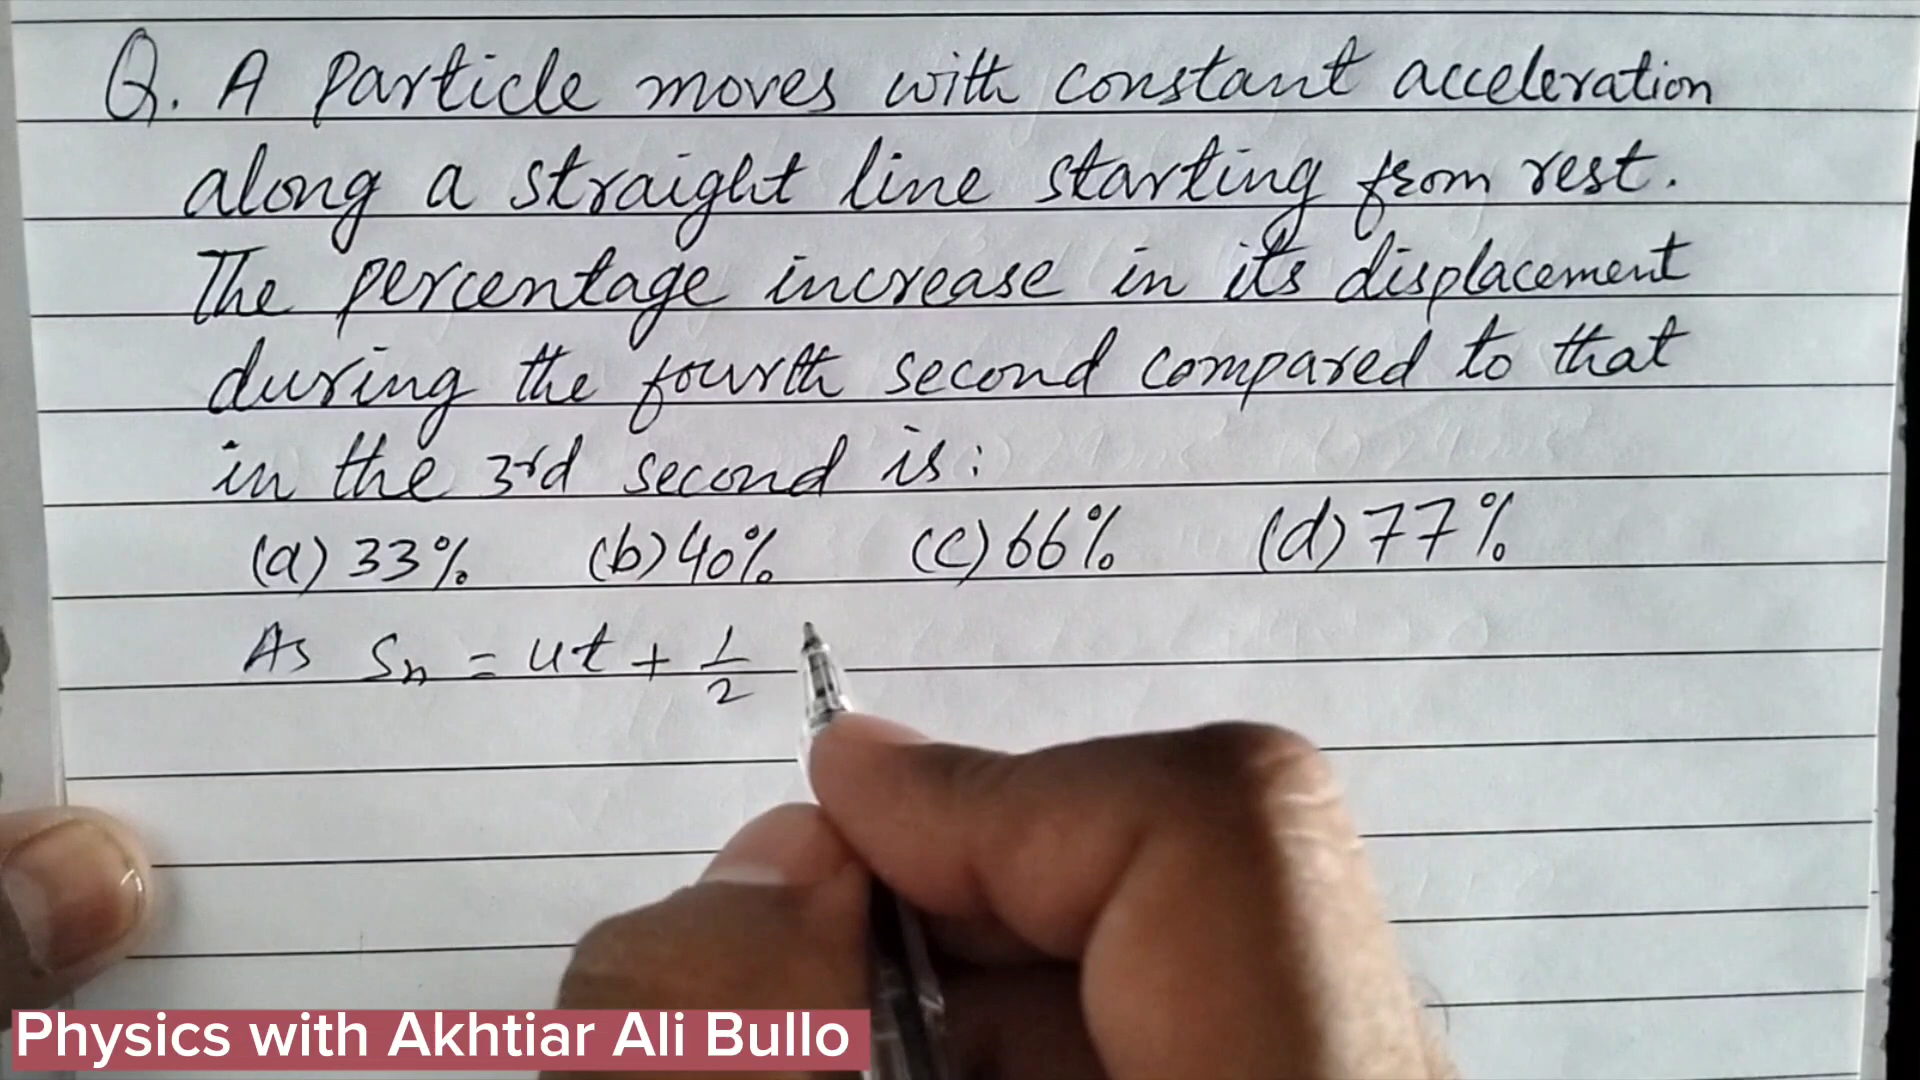 Q. A particle moves with constant acceleration
along a straight line starting from rest.
The percentage increase in its displacement
during the fourth second compared to that
in the 3rd second is:
(a) 33% (b) 40% (c) 66% (d) 77%
As Sn = ut + 1/2
Physics with Akhtiar Ali Bullo